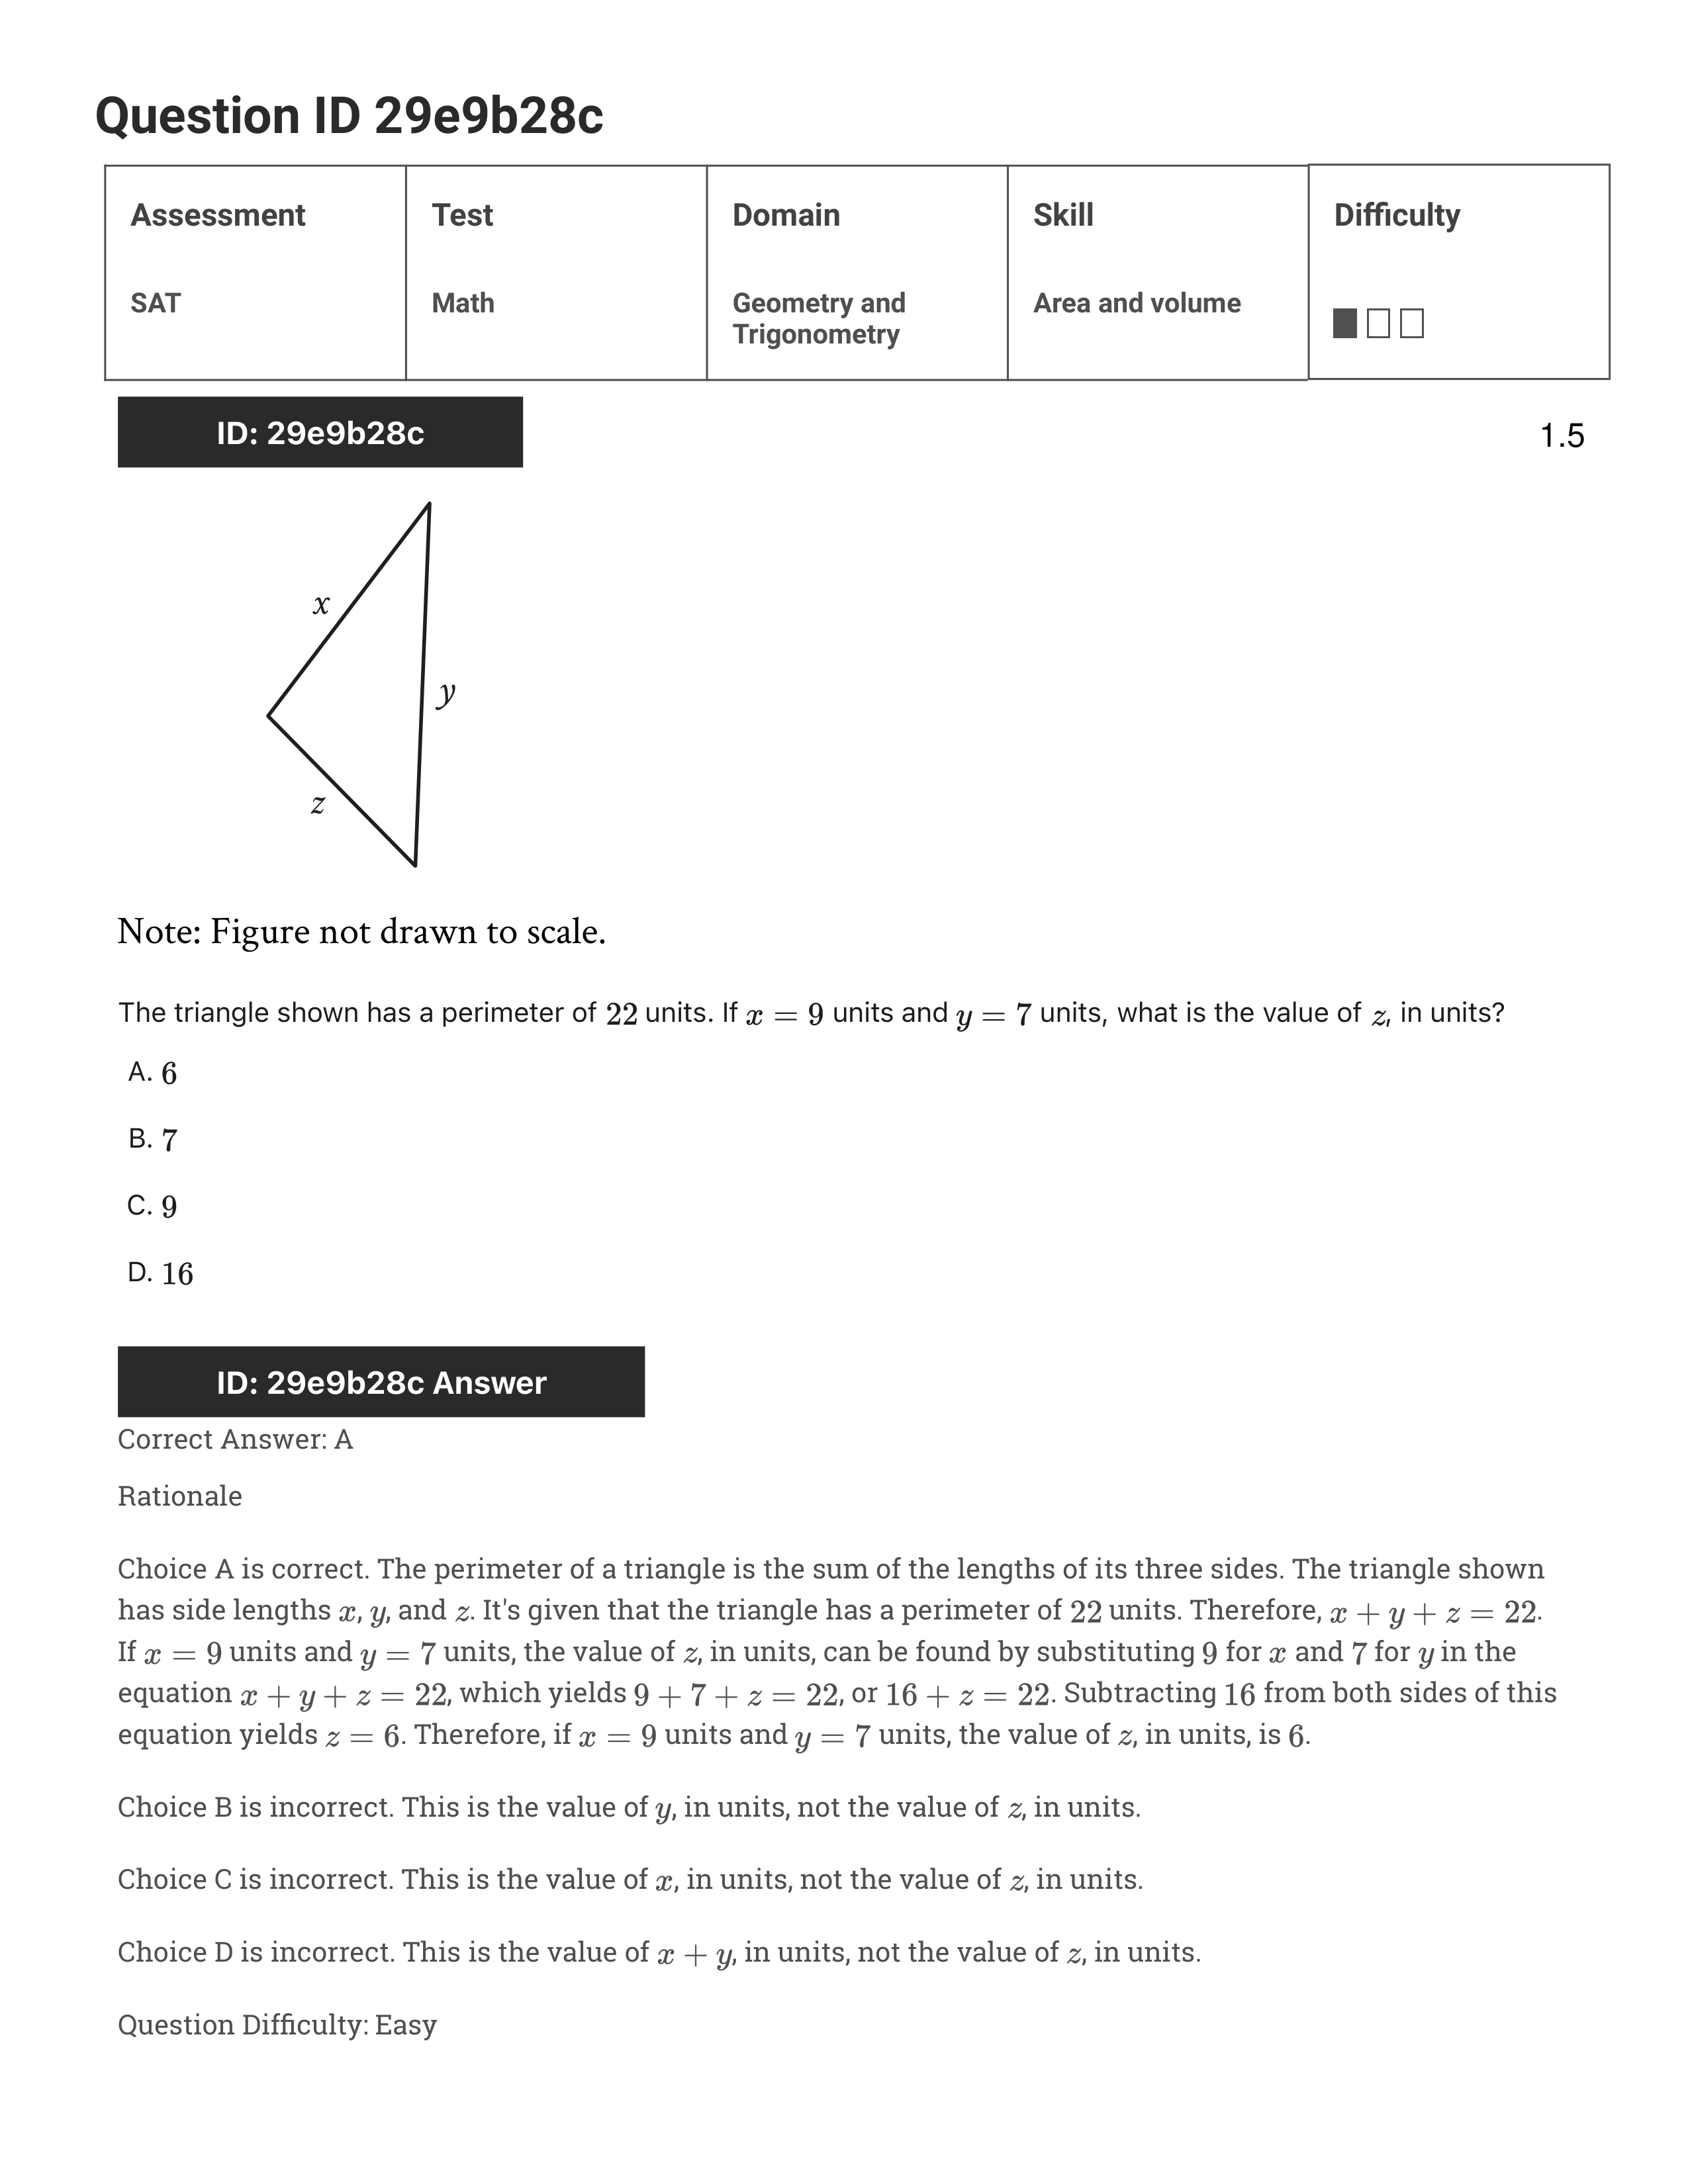 Question ID 29e9b28c
Assessment
Test
Domain
Skill
Difficulty
SAT
Math
Geometry and
Trigonometry
Area and volume
ID: 29e9b28c
1.5
x
y
z
Note: Figure not drawn to scale.
The triangle shown has a perimeter of 22 units. If x = 9 units and y = 7 units, what is the value of z, in units?
A. 6
B. 7
C. 9
D. 16
ID: 29e9b28c Answer
Correct Answer: A
Rationale
Choice A is correct. The perimeter of a triangle is the sum of the lengths of its three sides. The triangle shown
has side lengths x, y, and z. It's given that the triangle has a perimeter of 22 units. Therefore, x + y + z = 22.
If x = 9 units and y = 7 units, the value of z, in units, can be found by substituting 9 for x and 7 for y in the
equation x + y + z = 22, which yields 9 + 7 + z = 22, or 16 + z = 22. Subtracting 16 from both sides of this
equation yields z = 6. Therefore, if x = 9 units and y = 7 units, the value of z, in units, is 6.
Choice B is incorrect. This is the value of y, in units, not the value of z, in units.
Choice C is incorrect. This is the value of x, in units, not the value of z, in units.
Choice D is incorrect. This is the value of x + y, in units, not the value of z, in units.
Question Difficulty: Easy